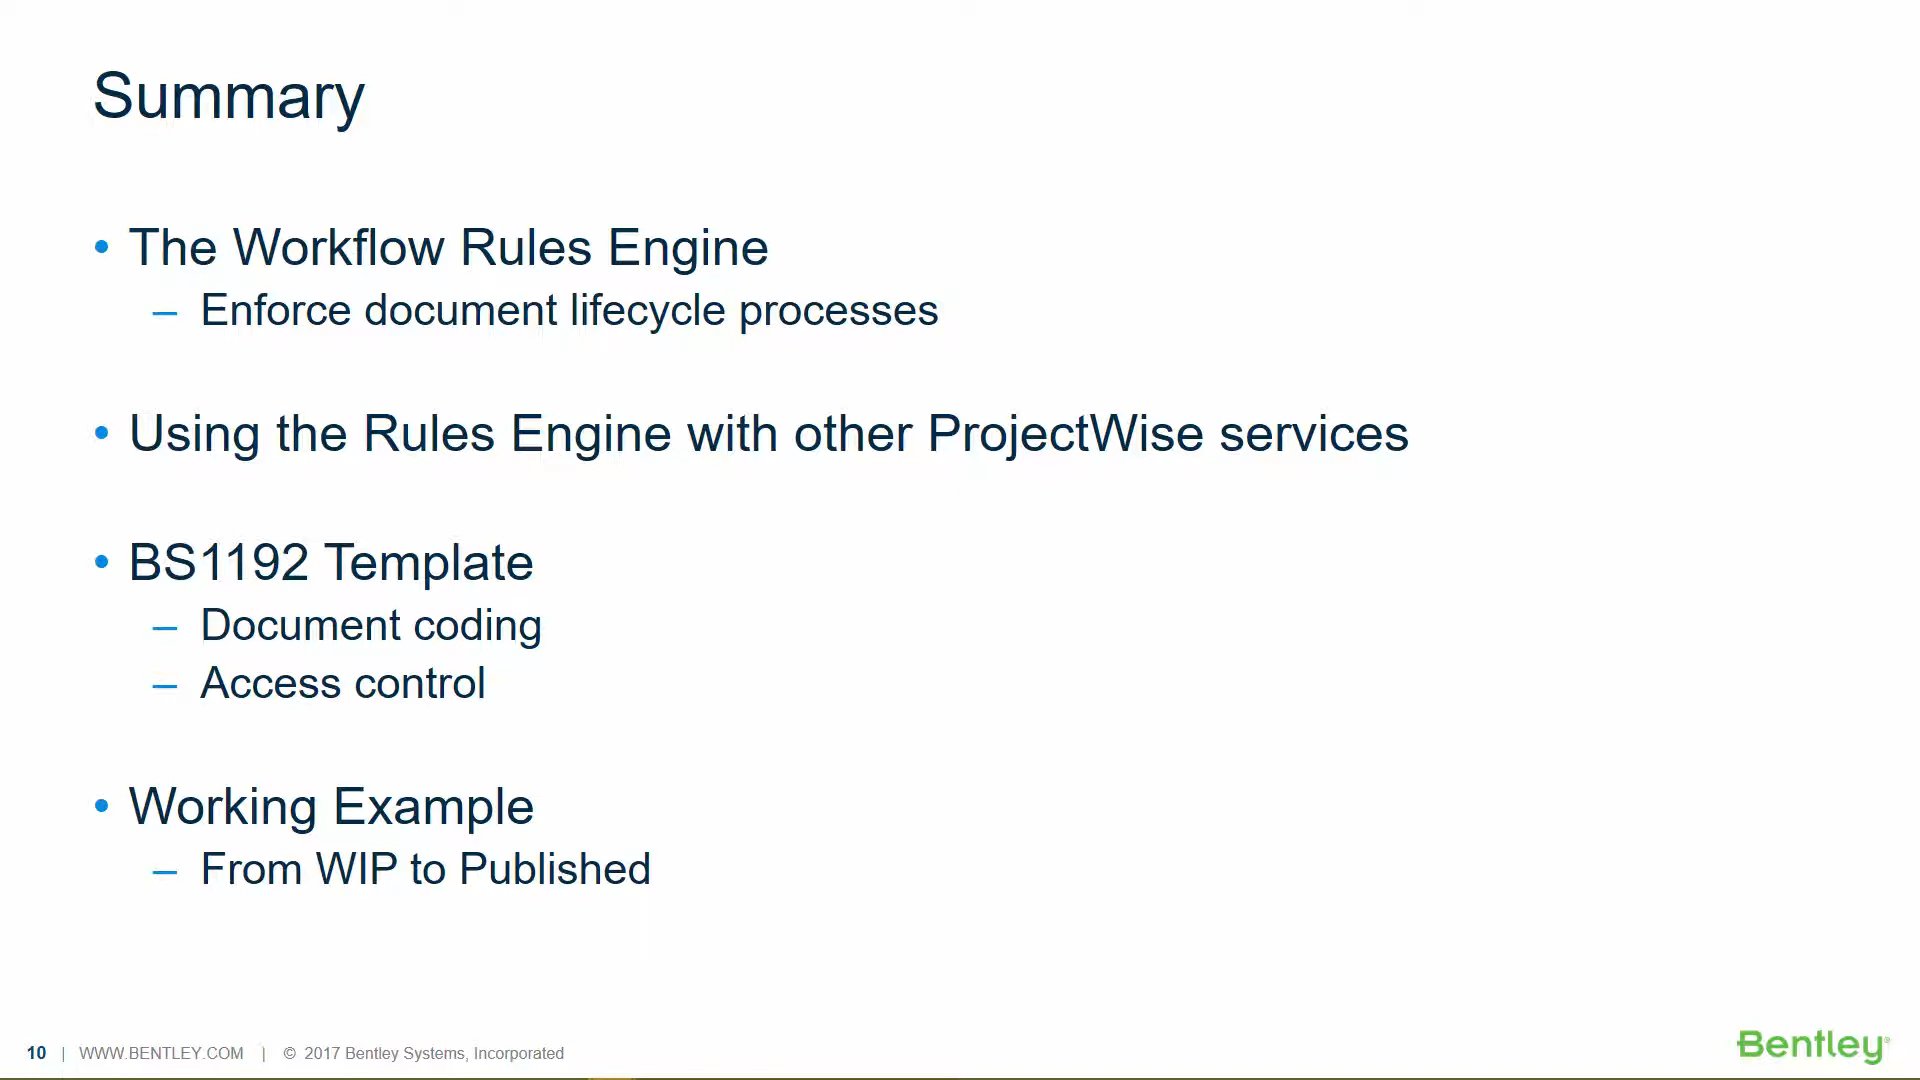 Summary
• The Workflow Rules Engine
– Enforce document lifecycle processes
• Using the Rules Engine with other ProjectWise services
• BS1192 Template
– Document coding
– Access control
• Working Example
– From WIP to Published
10 | WWW.BENTLEY.COM | © 2017 Bentley Systems, Incorporated
Bentley®